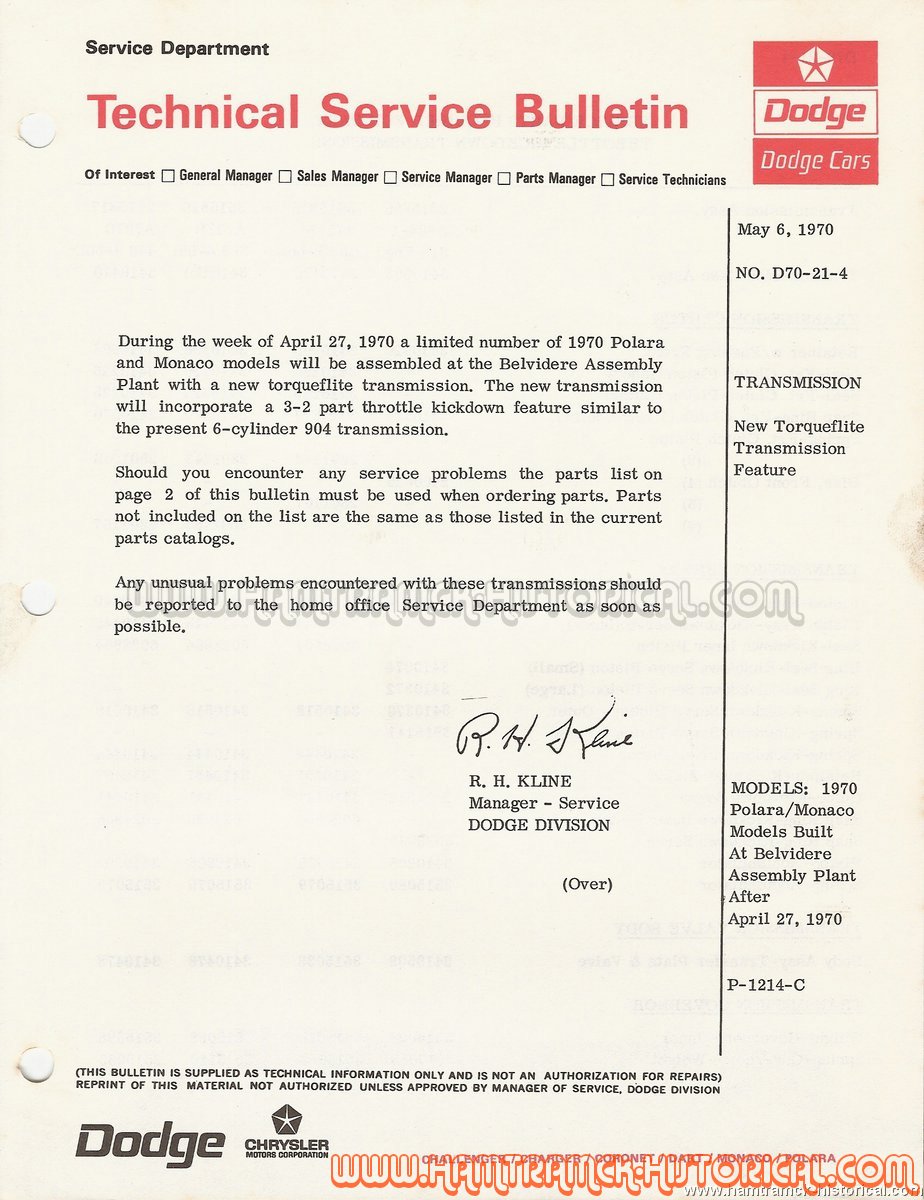 Service Department
Technical Service Bulletin
Dodge
Dodge Cars
Of Interest ☐ General Manager ☐ Sales Manager ☐ Service Manager ☐ Parts Manager ☐ Service Technicians
May 6, 1970
NO. D70-21-4
During the week of April 27, 1970 a limited number of 1970 Polara
and Monaco models will be assembled at the Belvidere Assembly
Plant with a new torqueflite transmission. The new transmission
will incorporate a 3-2 part throttle kickdown feature similar to
the present 6-cylinder 904 transmission.
TRANSMISSION
New Torqueflite
Transmission
Feature
Should you encounter any service problems the parts list on
page 2 of this bulletin must be used when ordering parts. Parts
not included on the list are the same as those listed in the current
parts catalogs.
Any unusual problems encountered with these transmissions should
be reported to the home office Service Department as soon as
possible.
www.Hamtramck-Historical.com
R. H. Kline
R. H. KLINE
Manager - Service
DODGE DIVISION
(Over)
MODELS: 1970
Polara/Monaco
Models Built
At Belvidere
Assembly Plant
After
April 27, 1970
P-1214-C
(THIS BULLETIN IS SUPPLIED AS TECHNICAL INFORMATION ONLY AND IS NOT AN AUTHORIZATION FOR REPAIRS)
REPRINT OF THIS MATERIAL NOT AUTHORIZED UNLESS APPROVED BY MANAGER OF SERVICE, DODGE DIVISION
Dodge
CHRYSLER
MOTORS CORPORATION
CHALLENGER / CHARGER / CORONET / DART / MONACO / POLARA
www.Hamtramck-Historical.com
www.hamtramck-historical.com